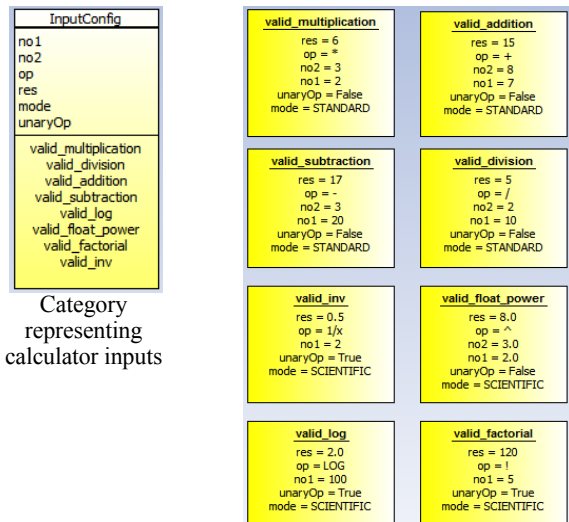 InputConfig
no1
no2
op
res
mode
unaryOp
valid_multiplication
valid_division
valid_addition
valid_subtraction
valid_log
valid_float_power
valid_factorial
valid_inv
Category
representing
calculator inputs
valid_multiplication
res = 6
op = *
no2 = 3
no1 = 2
unaryOp = False
mode = STANDARD
valid_addition
res = 15
op = +
no2 = 8
no1 = 7
unaryOp = False
mode = STANDARD
valid_subtraction
res = 17
op = -
no2 = 3
no1 = 20
unaryOp = False
mode = STANDARD
valid_division
res = 5
op = /
no2 = 2
no1 = 10
unaryOp = False
mode = STANDARD
valid_inv
res = 0.5
op = 1/x
no1 = 2
unaryOp = True
mode = SCIENTIFIC
valid_float_power
res = 8.0
op = ^
no2 = 3.0
no1 = 2.0
unaryOp = False
mode = SCIENTIFIC
valid_log
res = 2.0
op = LOG
no1 = 100
unaryOp = True
mode = SCIENTIFIC
valid_factorial
res = 120
op = !
no1 = 5
unaryOp = True
mode = SCIENTIFIC